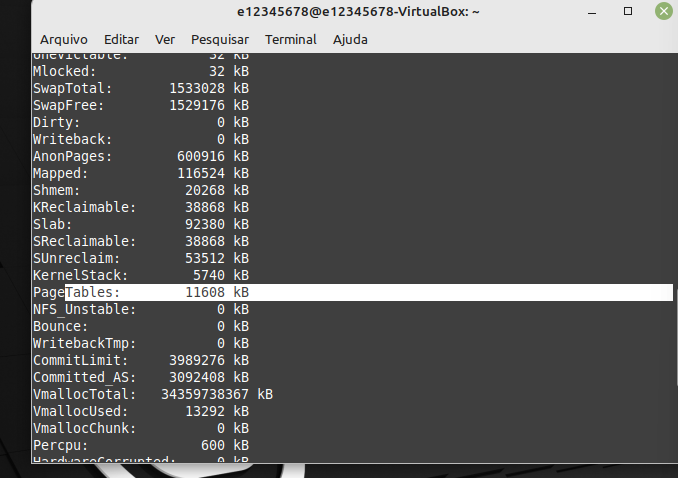 e12345678@e12345678-VirtualBox: ~
Arquivo Editar Ver Pesquisar Terminal Ajuda
Unevictable: 32 kB
Mlocked: 32 kB
SwapTotal: 1533028 kB
SwapFree: 1529176 kB
Dirty: 0 kB
Writeback: 0 kB
AnonPages: 600916 kB
Mapped: 116524 kB
Shmem: 20268 kB
KReclaimable: 38868 kB
Slab: 92380 kB
SReclaimable: 38868 kB
SUnreclaim: 53512 kB
KernelStack: 5740 kB
PageTables: 11608 kB
NFS_Unstable: 0 kB
Bounce: 0 kB
WritebackTmp: 0 kB
CommitLimit: 3989276 kB
Committed_AS: 3092408 kB
VmallocTotal: 34359738367 kB
VmallocUsed: 13292 kB
VmallocChunk: 0 kB
Percpu: 600 kB
HardwareCorrupted: 0 kB